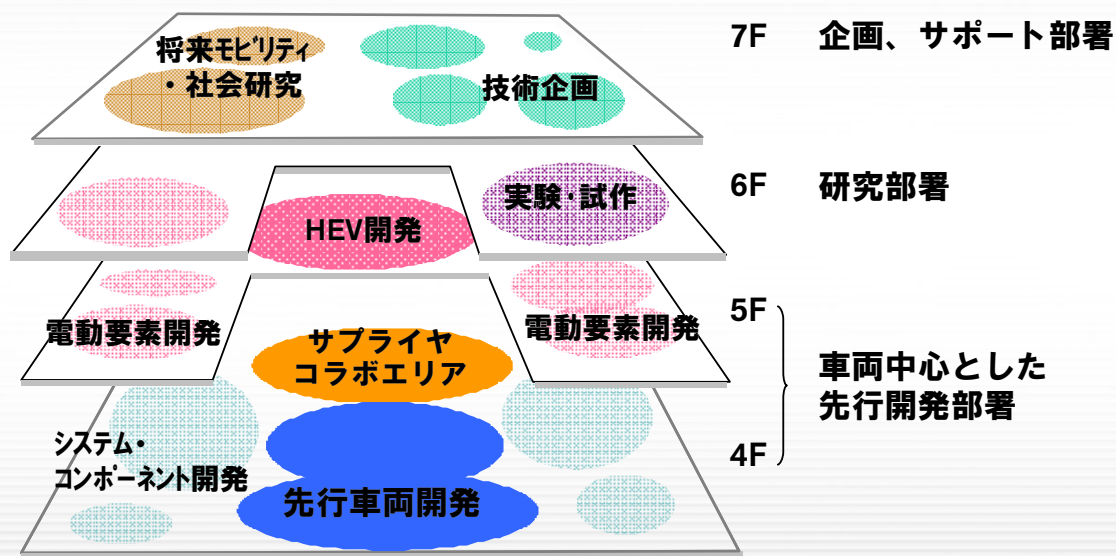 将来モビリティ
・社会研究
技術企画
7F 企画、サポート部署
HEV開発
実験・試作
6F 研究部署
電動要素開発
サプライヤ
コラボエリア
電動要素開発
5F
車両中心とした
先行開発部署
4F
システム・
コンポーネント開発
先行車両開発